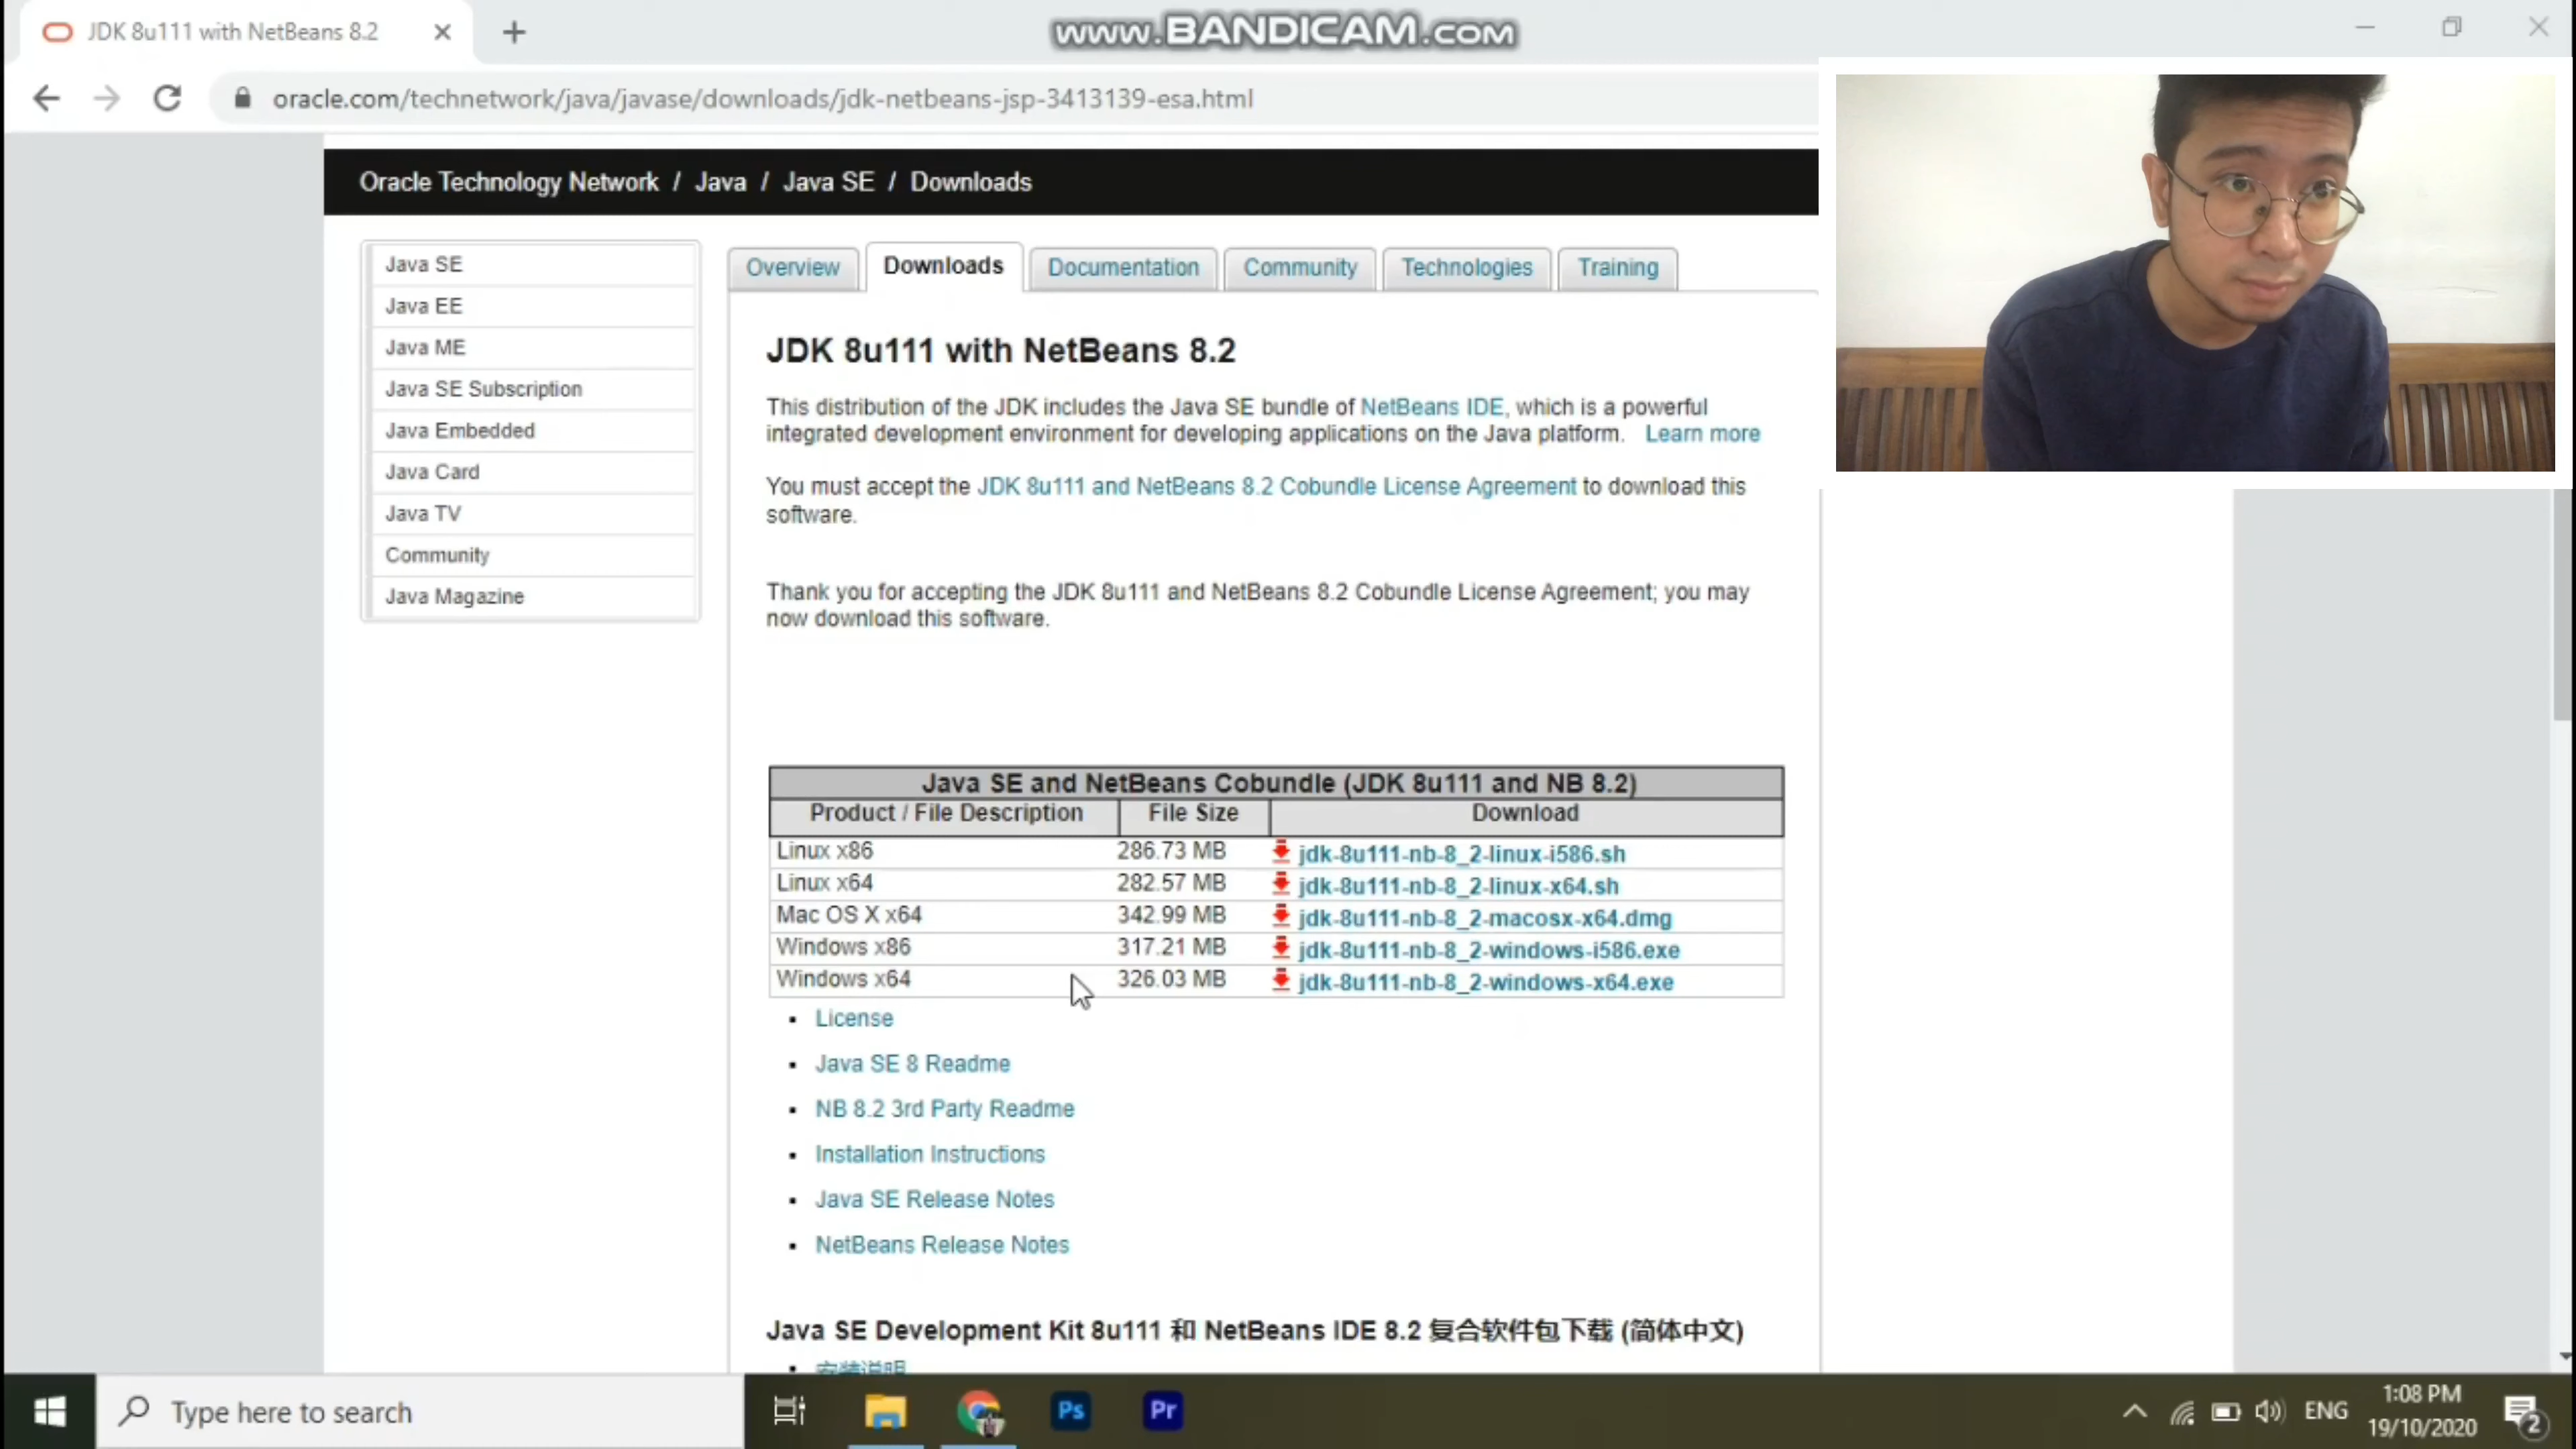 JDK 8u111 with NetBeans 8.2
www.BANDICAM.com
oracle.com/technetwork/java/javase/downloads/jdk-netbeans-jsp-3413139-esa.html
Oracle Technology Network / Java / Java SE / Downloads
Java SE
Java EE
Java ME
Java SE Subscription
Java Embedded
Java Card
Java TV
Community
Java Magazine
Overview Downloads Documentation Community Technologies Training
JDK 8u111 with NetBeans 8.2
This distribution of the JDK includes the Java SE bundle of NetBeans IDE, which is a powerful
integrated development environment for developing applications on the Java platform. Learn more
You must accept the JDK 8u111 and NetBeans 8.2 Cobundle License Agreement to download this
software.
Thank you for accepting the JDK 8u111 and NetBeans 8.2 Cobundle License Agreement; you may
now download this software.
Java SE and NetBeans Cobundle (JDK 8u111 and NB 8.2)
Product / File Description File Size Download
Linux x86 286.73 MB jdk-8u111-nb-8_2-linux-i586.sh
Linux x64 282.57 MB jdk-8u111-nb-8_2-linux-x64.sh
Mac OS X x64 342.99 MB jdk-8u111-nb-8_2-macosx-x64.dmg
Windows x86 317.21 MB jdk-8u111-nb-8_2-windows-i586.exe
Windows x64 326.03 MB jdk-8u111-nb-8_2-windows-x64.exe
License
Java SE 8 Readme
NB 8.2 3rd Party Readme
Installation Instructions
Java SE Release Notes
NetBeans Release Notes
Java SE Development Kit 8u111 和 NetBeans IDE 8.2 复合软件包下载 (简体中文)
安装说明
Type here to search
Ps
Pr
ENG
1:08 PM
19/10/2020
2